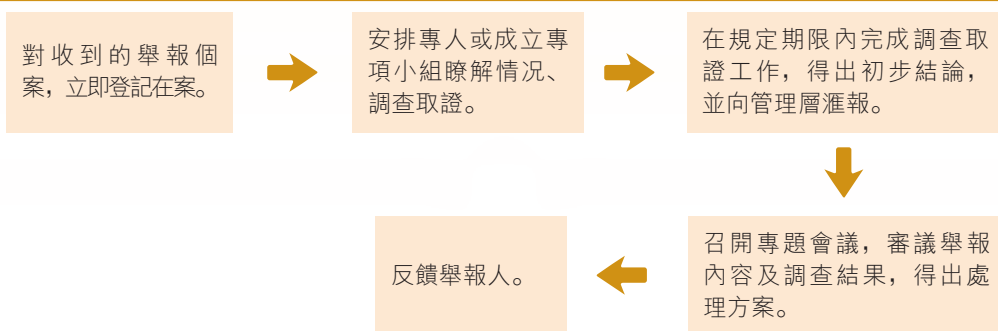 對收到的舉報個
案，立即登記在案。
安排專人或成立專
項小組瞭解情況、
調查取證。
在規定期限內完成調查取
證工作，得出初步結論，
並向管理層滙報。
召開專題會議，審議舉報
內容及調查結果，得出處
理方案。
反饋舉報人。